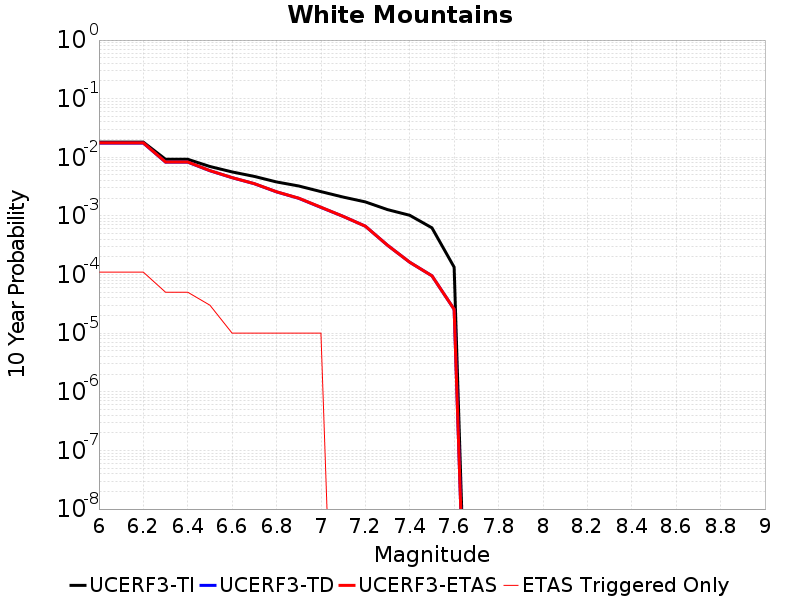 White Mountains
10^0
10^-1
10^-2
10^-3
10^-4
10^-5
10^-6
10^-7
10^-8
10 Year Probability
6 6.2 6.4 6.6 6.8 7 7.2 7.4 7.6 7.8 8 8.2 8.4 8.6 8.8 9
Magnitude
UCERF3-TI UCERF3-TD UCERF3-ETAS ETAS Triggered Only